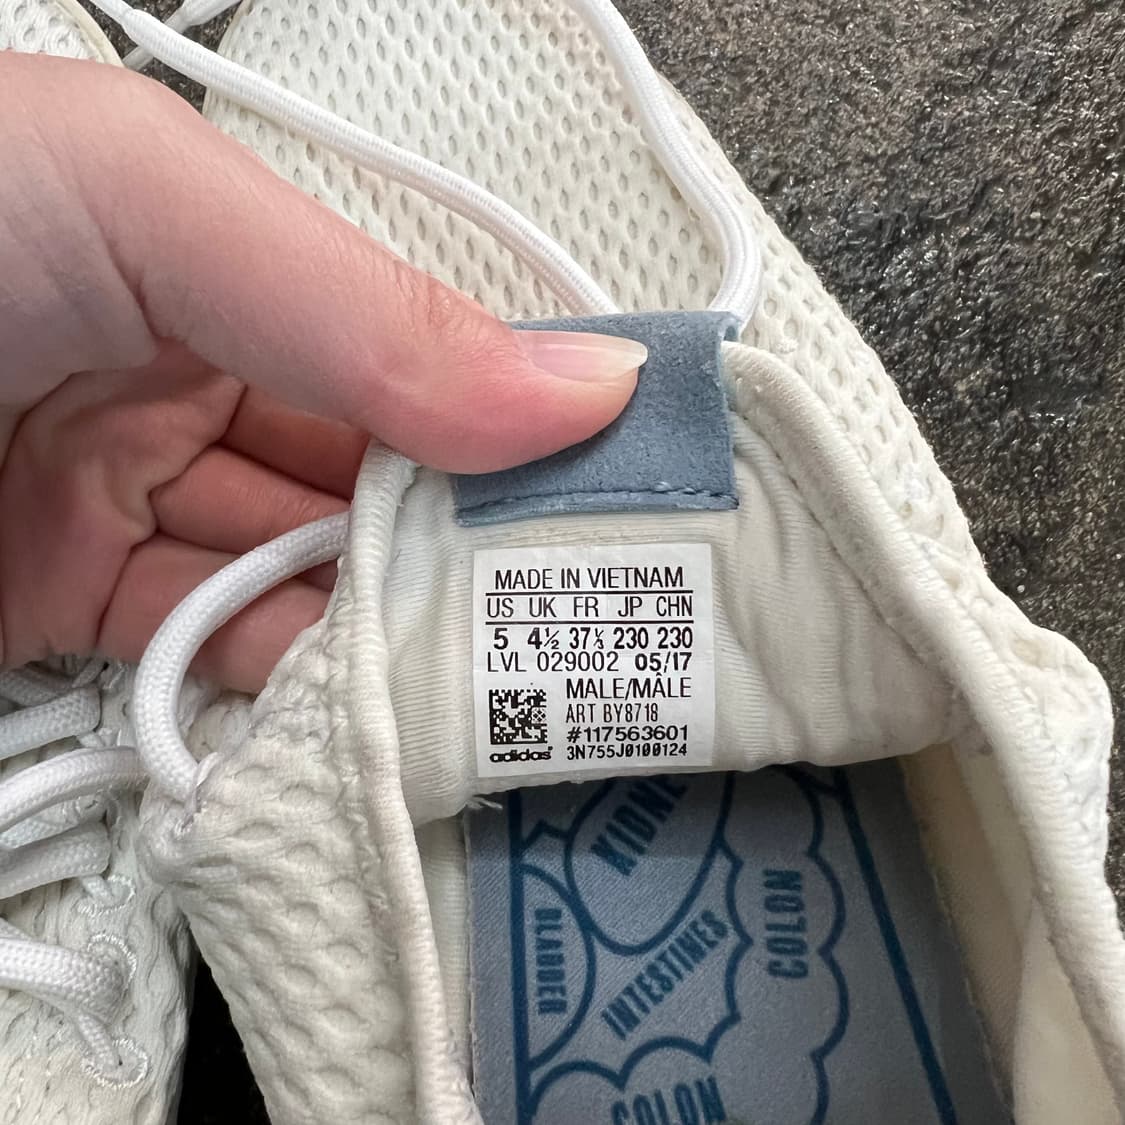 MADE IN VIETNAM
US UK FR JP CHN
5 4½ 37⅓ 230 230
LVL 029002 05/17
MALE/MÂLE
ART BY8718
#117563601
adidas 3N755J0100124
KIDNE
COLON
BLADDER
INTESTINES
COLON